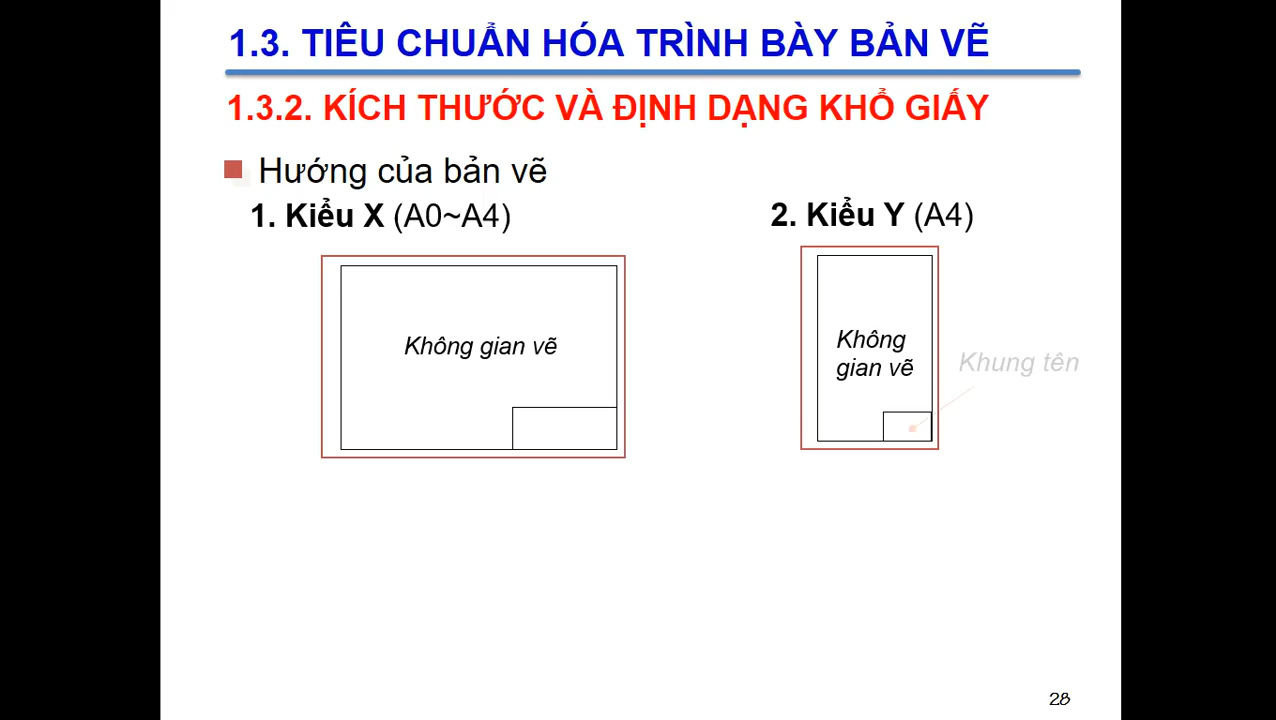 1.3. TIÊU CHUẨN HÓA TRÌNH BÀY BẢN VẼ
1.3.2. KÍCH THƯỚC VÀ ĐỊNH DẠNG KHỔ GIẤY
Hướng của bản vẽ
1. Kiểu X (A0~A4)
2. Kiểu Y (A4)
Không gian vẽ
Không
gian vẽ
Khung tên
28